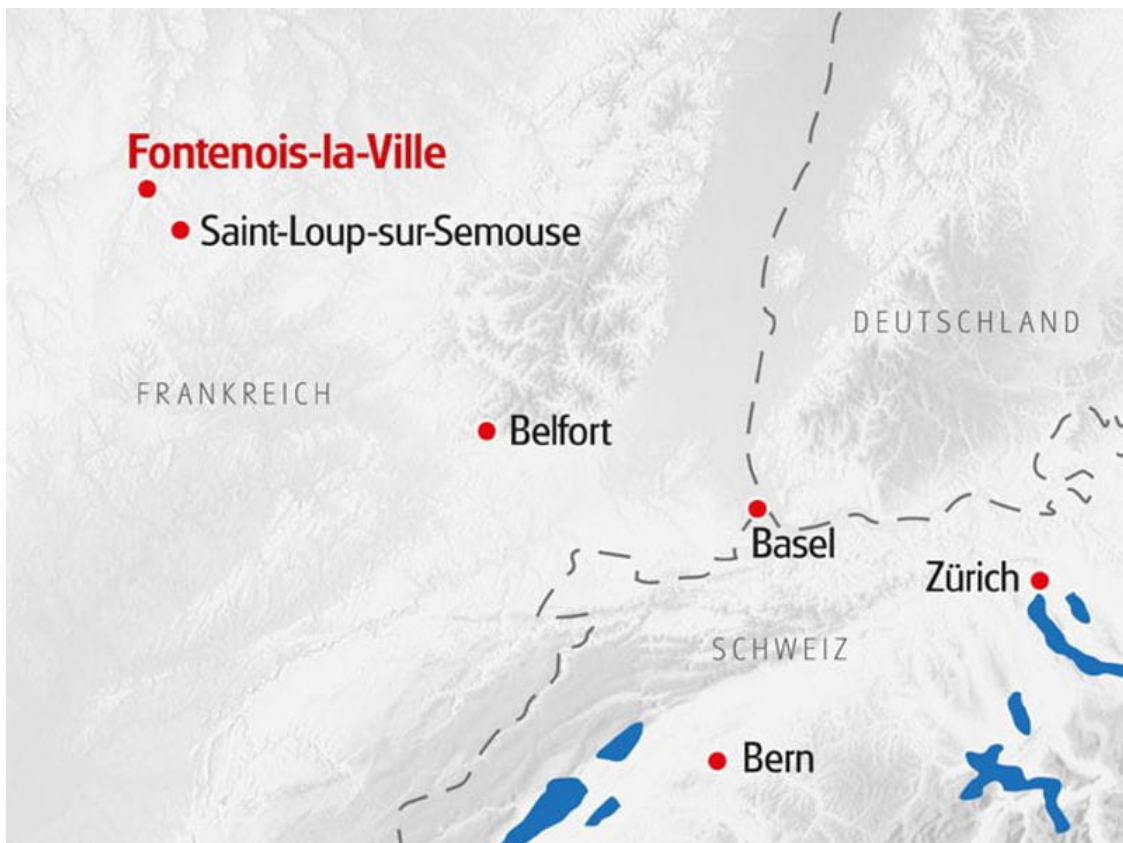 Fontenois-la-Ville
Saint-Loup-sur-Semouse
DEUTSCHLAND
FRANKREICH
Belfort
Basel
Zürich
SCHWEIZ
Bern